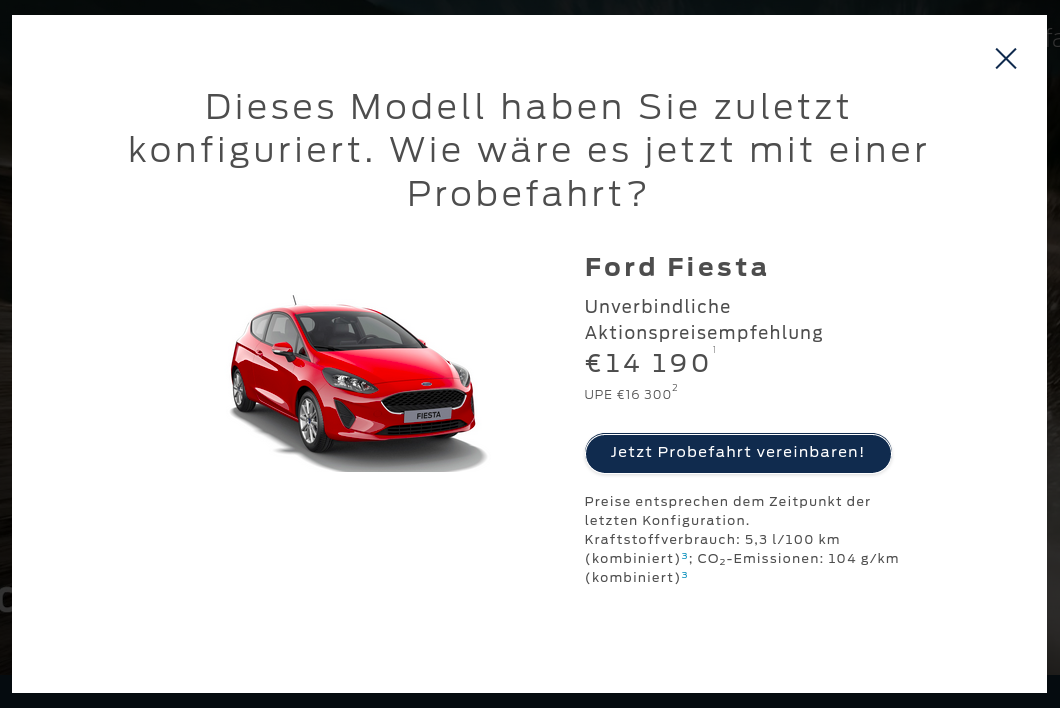 Dieses Modell haben Sie zuletzt
konfiguriert. Wie wäre es jetzt mit einer
Probefahrt?
Ford Fiesta
Unverbindliche
Aktionspreisempfehlung
€14 190¹
UPE €16 300²
FIESTA
Jetzt Probefahrt vereinbaren!
Preise entsprechen dem Zeitpunkt der
letzten Konfiguration.
Kraftstoffverbrauch: 5,3 l/100 km
(kombiniert)³; CO₂-Emissionen: 104 g/km
(kombiniert)³